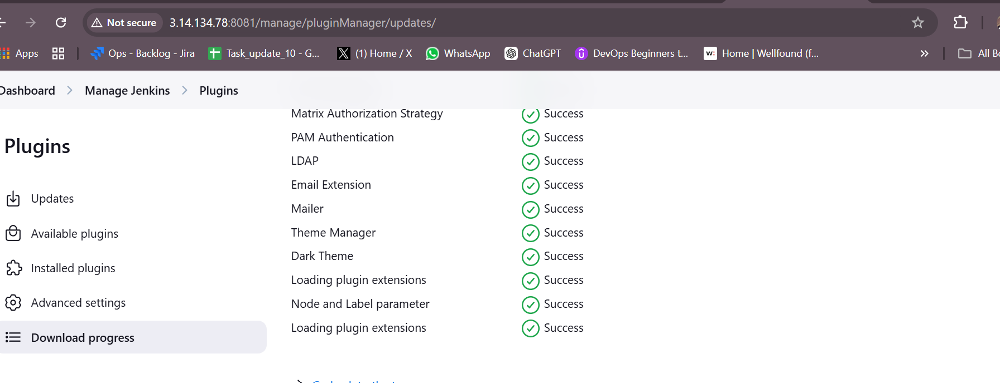 Not secure 3.14.134.78:8081/manage/pluginManager/updates/
Apps Ops - Backlog - Jira Task_update_10 - G... (1) Home / X WhatsApp ChatGPT DevOps Beginners t... Home | Wellfound (f... All
Dashboard > Manage Jenkins > Plugins
Plugins
Updates
Available plugins
Installed plugins
Advanced settings
Download progress
Matrix Authorization Strategy Success
PAM Authentication Success
LDAP Success
Email Extension Success
Mailer Success
Theme Manager Success
Dark Theme Success
Loading plugin extensions Success
Node and Label parameter Success
Loading plugin extensions Success